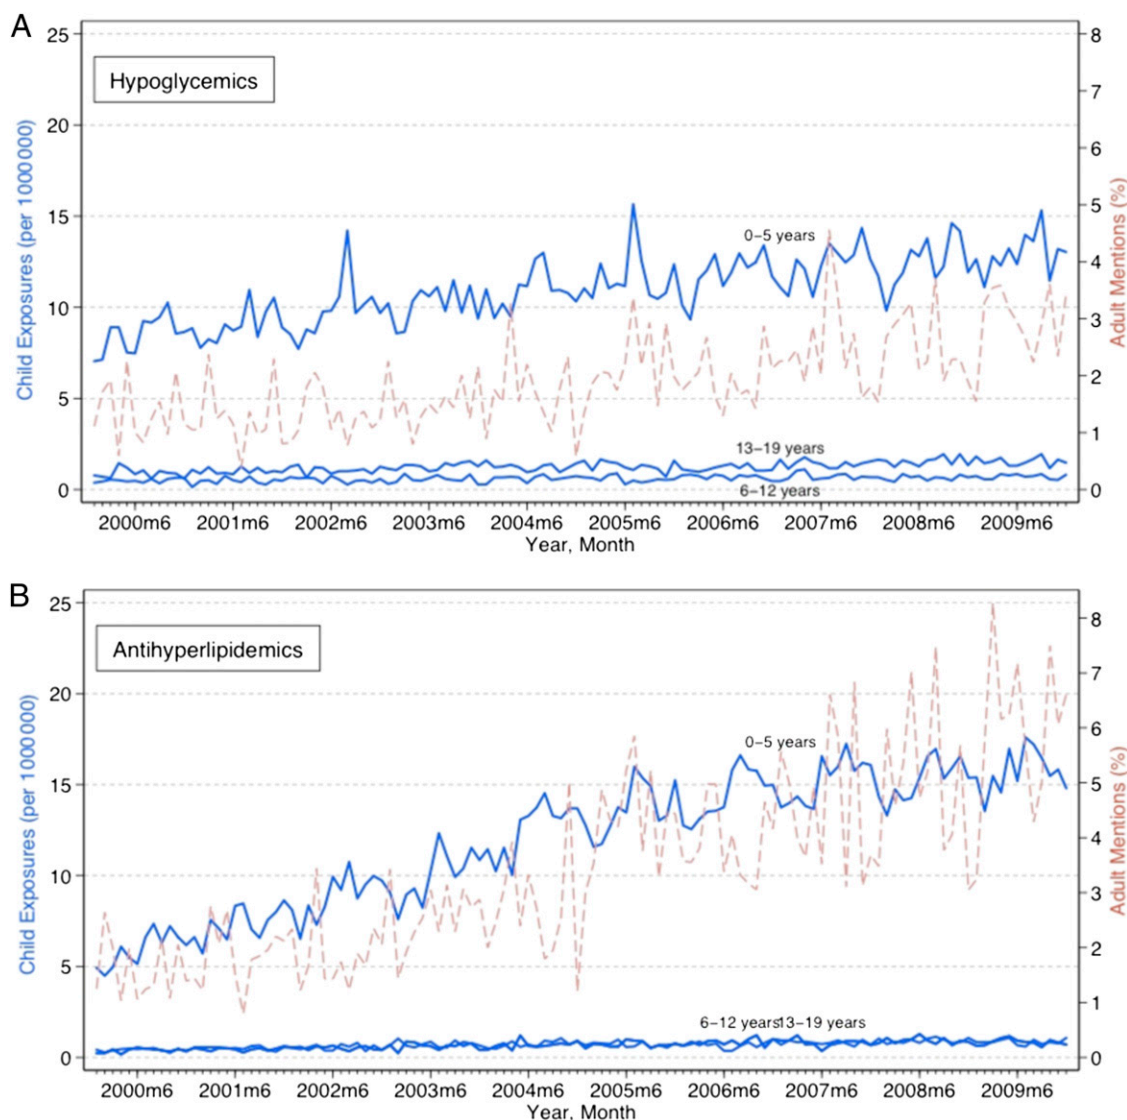 A
Hypoglycemics
Child Exposures (per 1000000)
25
20
15
10
5
0
8
7
6
5
4
3
2
1
0
Adult Mentions (%)
0–5 years
13–19 years
6–12 years
2000m6 2001m6 2002m6 2003m6 2004m6 2005m6 2006m6 2007m6 2008m6 2009m6
Year, Month
B
Antihyperlipidemics
Child Exposures (per 1000000)
25
20
15
10
5
0
8
7
6
5
4
3
2
1
0
Adult Mentions (%)
0–5 years
6–12 years 13–19 years
2000m6 2001m6 2002m6 2003m6 2004m6 2005m6 2006m6 2007m6 2008m6 2009m6
Year, Month